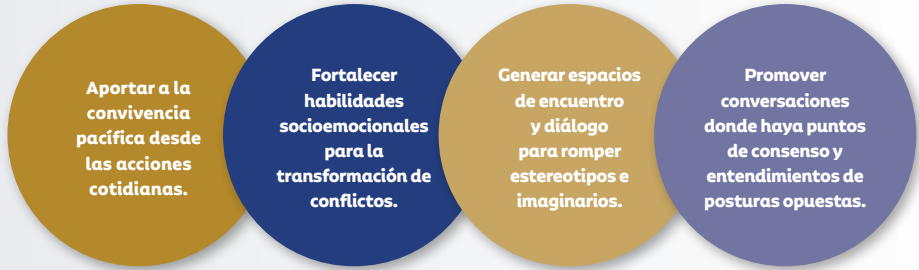 Aportar a la
convivencia
pacífica desde
las acciones
cotidianas.
Fortalecer
habilidades
socioemocionales
para la
transformación de
conflictos.
Generar espacios
de encuentro
y diálogo
para romper
estereotipos e
imaginarios.
Promover
conversaciones
donde haya puntos
de consenso y
entendimientos de
posturas opuestas.